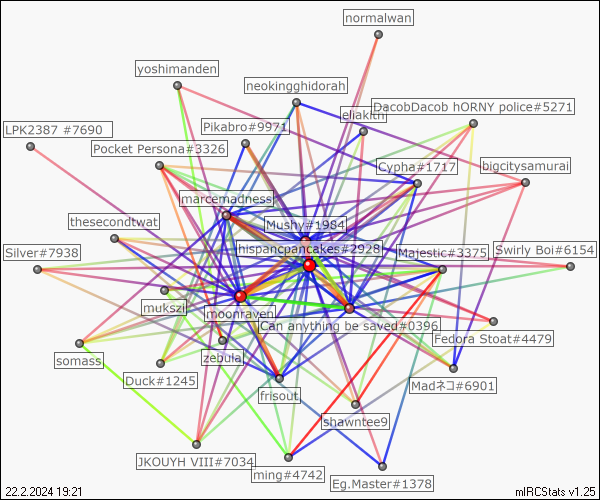 normalwan
yoshimanden
neokingghidorah
DacobDacob hORNY police#5271
eliakith
LPK2387 #7690
Pikabro#9971
Pocket Persona#3326
Cypha#1717
bigcitysamurai
marcemadness
thesecondtwat
Mushy#1984
hispancpancakes#2928
Silver#7938
Majestic#3375
Swirly Boi#6154
mukszi
moonraven
Can anything be saved#0396
Fedora Stoat#4479
somass
zebula
Duck#1245
frisout
Madネコ#6901
shawntee9
JKOUYH VIII#7034
ming#4742
Eg.Master#1378
22.2.2024 19:21
mIRCStats v1.25